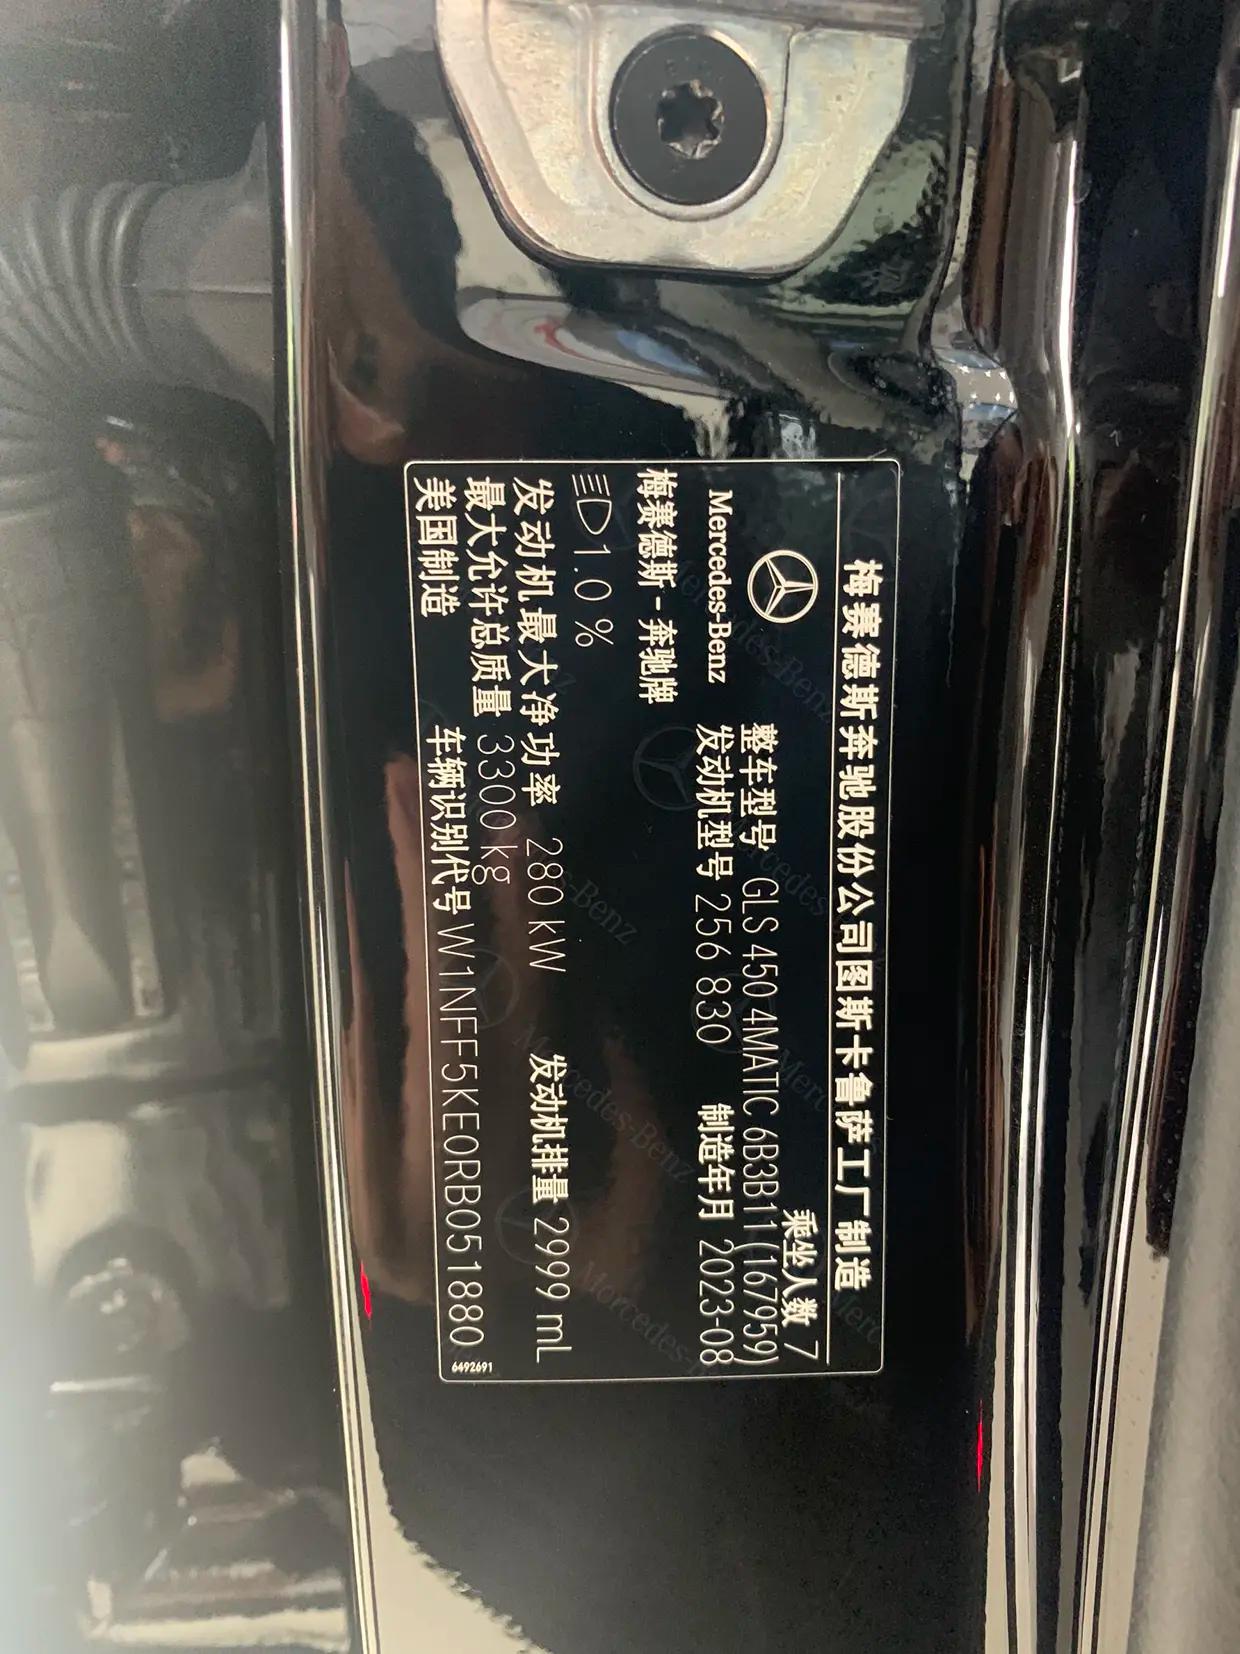 梅赛德斯奔驰股份公司图斯卡鲁萨工厂制造
乘坐人数 7
Mercedes-Benz
整车型号 GLS 450 4MATIC 6B3B11(167959)
发动机型号 256 830 制造年月 2023-08
梅赛德斯-奔驰牌
1.0 %
发动机最大净功率 280 kW 发动机排量 2999 mL
最大允许总质量 3300 kg
美国制造 车辆识别代号 W1NFF5KE0RB051880
6492691